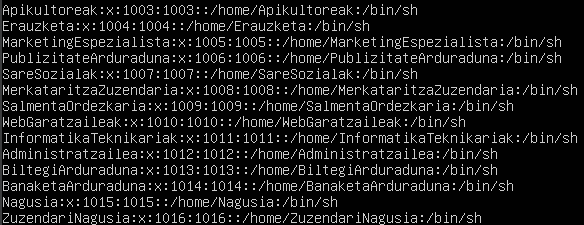 Apikultoreak:x:1003:1003::/home/Apikultoreak:/bin/sh
Erauzketa:x:1004:1004::/home/Erauzketa:/bin/sh
MarketingEspezialista:x:1005:1005::/home/MarketingEspezialista:/bin/sh
PublizitateArduraduna:x:1006:1006::/home/PublizitateArduraduna:/bin/sh
SareSozialak:x:1007:1007::/home/SareSozialak:/bin/sh
MerkataritzaZuzendaria:x:1008:1008::/home/MerkataritzaZuzendaria:/bin/sh
SalmentaOrdezkaria:x:1009:1009::/home/SalmentaOrdezkaria:/bin/sh
WebGaratzaileak:x:1010:1010::/home/WebGaratzaileak:/bin/sh
InformatikaTeknikariak:x:1011:1011::/home/InformatikaTeknikariak:/bin/sh
Administratzailea:x:1012:1012::/home/Administratzailea:/bin/sh
BiltegiArduraduna:x:1013:1013::/home/BiltegiArduraduna:/bin/sh
BanaketaArduraduna:x:1014:1014::/home/BanaketaArduraduna:/bin/sh
Nagusia:x:1015:1015::/home/Nagusia:/bin/sh
ZuzendariNagusia:x:1016:1016::/home/ZuzendariNagusia:/bin/sh